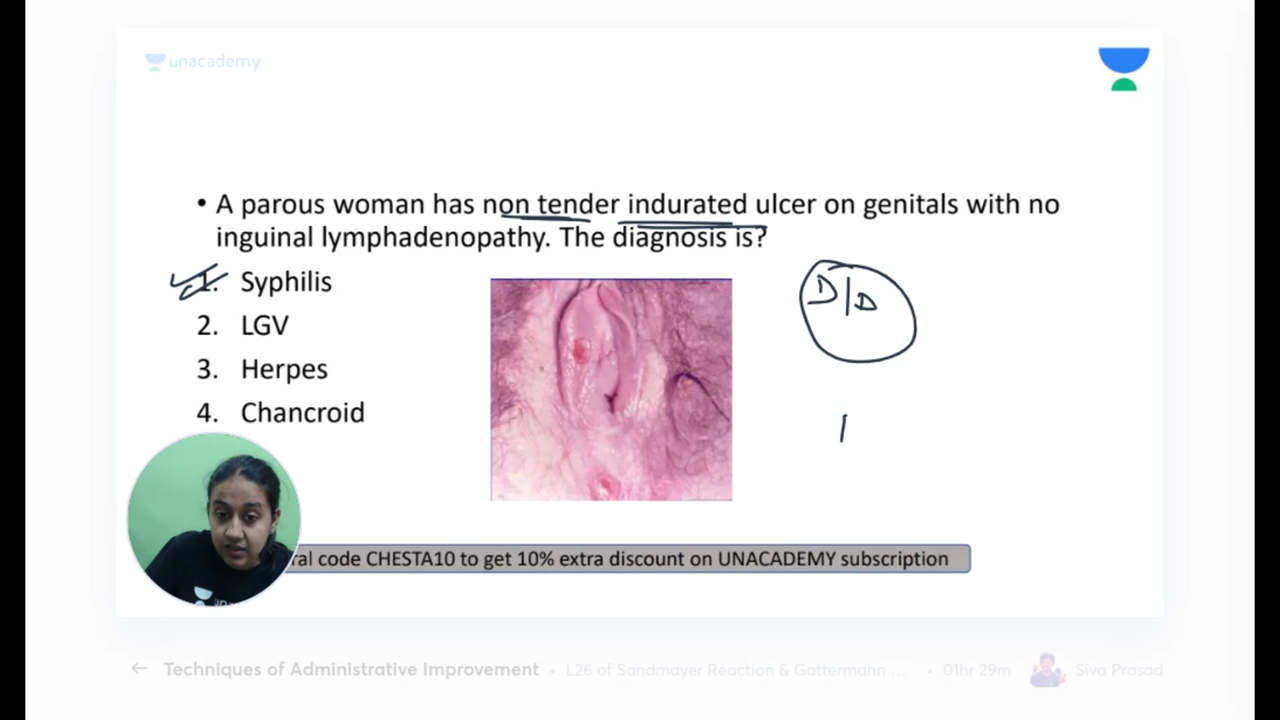 unacademy
• A parous woman has non tender indurated ulcer on genitals with no
inguinal lymphadenopathy. The diagnosis is?
1. Syphilis
2. LGV
3. Herpes
4. Chancroid
D/D
ral code CHESTA10 to get 10% extra discount on UNACADEMY subscription
← Techniques of Administrative Improvement • L26 of Sandmayer Reaction & Gattermann ... • 01hr 29m Siva Prasad